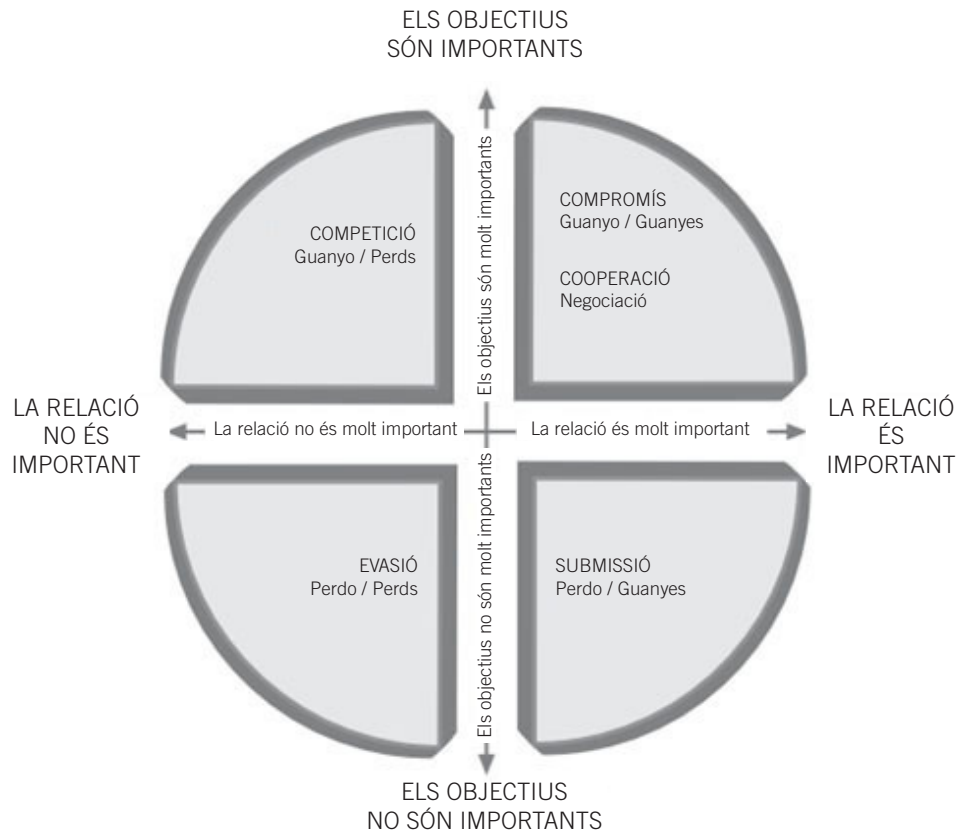 ELS OBJECTIUS
SÓN IMPORTANTS
Els objectius són molt importants
COMPETICIÓ
Guanyo / Perds
COMPROMÍS
Guanyo / Guanyes
COOPERACIÓ
Negociació
LA RELACIÓ
NO ÉS
IMPORTANT
La relació no és molt important
La relació és molt important
LA RELACIÓ
ÉS
IMPORTANT
Els objectius no són molt importants
EVASIÓ
Perdo / Perds
SUBMISSIÓ
Perdo / Guanyes
ELS OBJECTIUS
NO SÓN IMPORTANTS